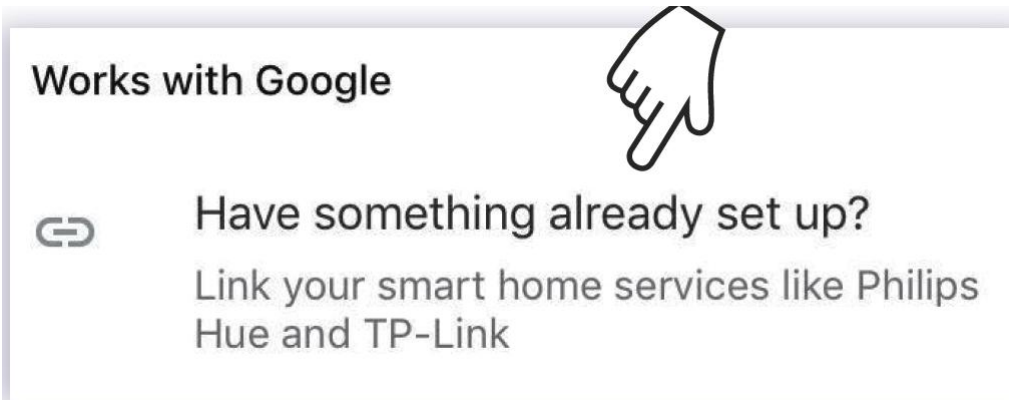 Works with Google
Have something already set up?
Link your smart home services like Philips
Hue and TP-Link